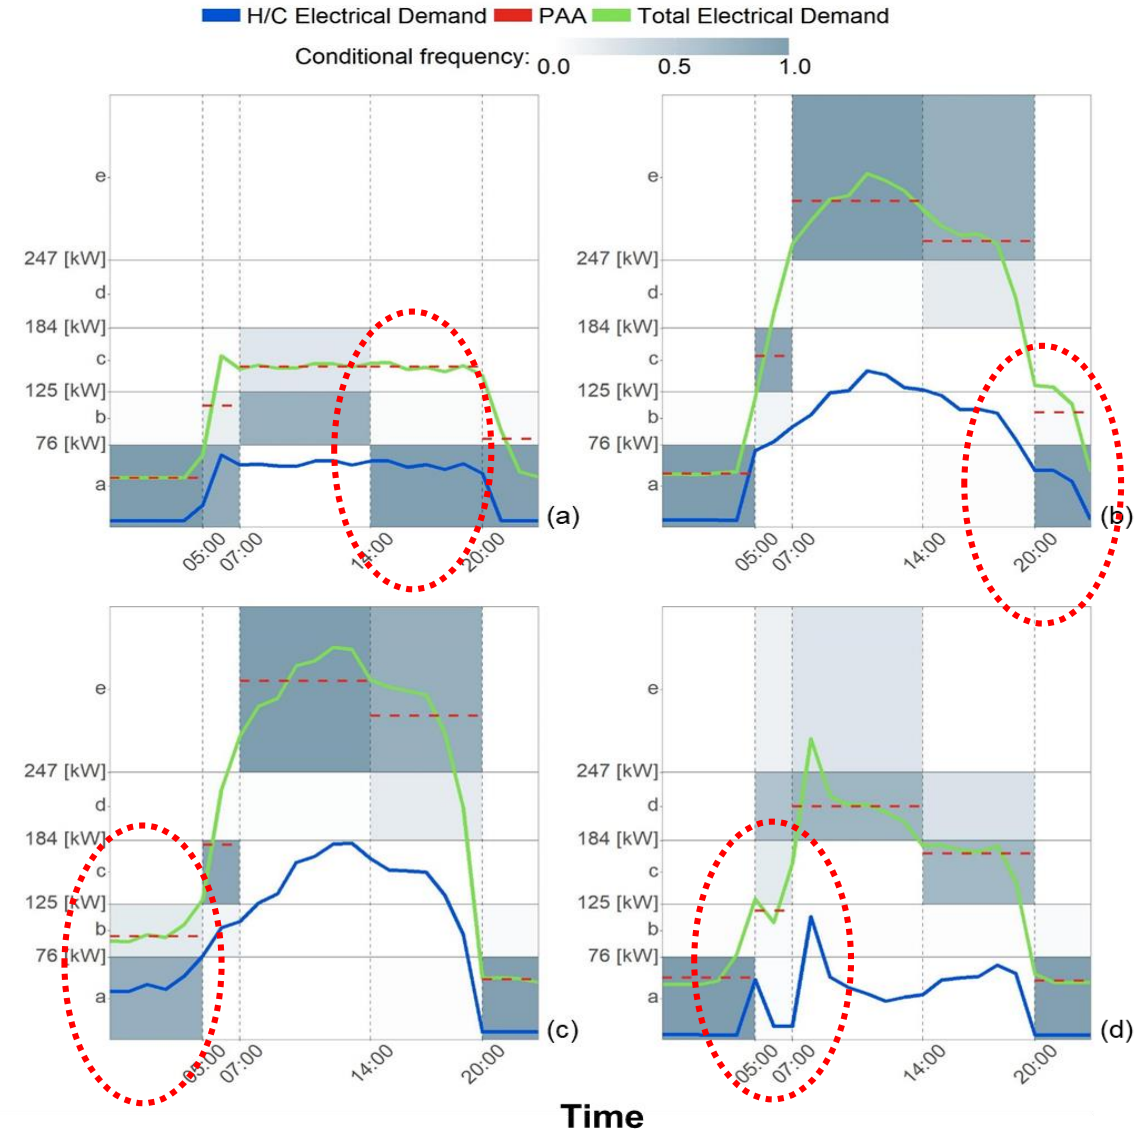 H/C Electrical Demand PAA Total Electrical Demand
Conditional frequency: 0.0 0.5 1.0
e
247 [kW]
d
184 [kW]
c
125 [kW]
b
76 [kW]
a
05:00 07:00 14:00 20:00
(a)
e
247 [kW]
d
184 [kW]
c
125 [kW]
b
76 [kW]
a
05:00 07:00 14:00 20:00
(b)
e
247 [kW]
d
184 [kW]
c
125 [kW]
b
76 [kW]
a
05:00 07:00 14:00 20:00
(c)
e
247 [kW]
d
184 [kW]
c
125 [kW]
b
76 [kW]
a
05:00 07:00 14:00 20:00
(d)
Time